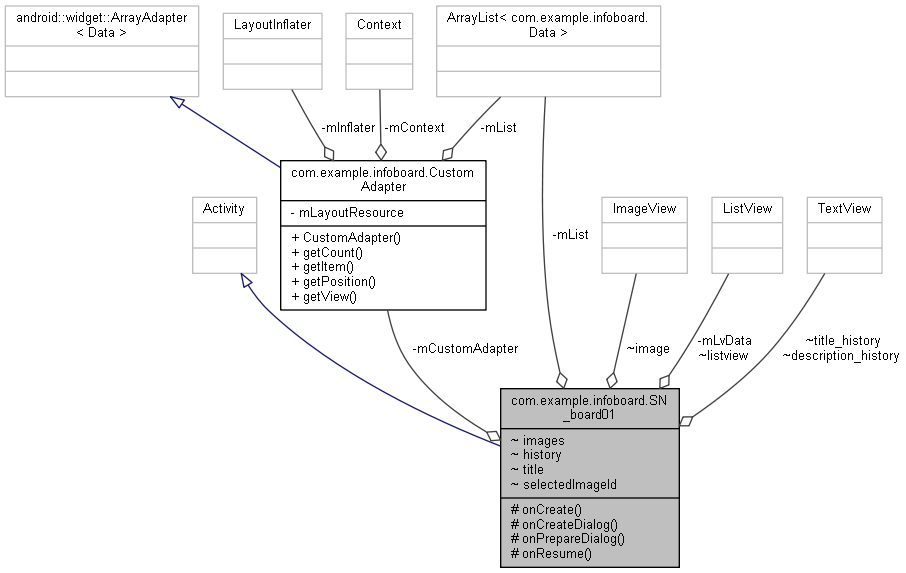 android::widget::ArrayAdapter
< Data >
LayoutInflater
Context
ArrayList< com.example.infoboard.
Data >
-mInflater
-mContext
-mList
com.example.infoboard.Custom
Adapter
- mLayoutResource
+ CustomAdapter()
+ getCount()
+ getItem()
+ getPosition()
+ getView()
Activity
ImageView
ListView
TextView
-mList
-mCustomAdapter
~image
-mLvData
~listview
~title_history
~description_history
com.example.infoboard.SN
_board01
~ images
~ history
~ title
~ selectedImageId
# onCreate()
# onCreateDialog()
# onPrepareDialog()
# onResume()